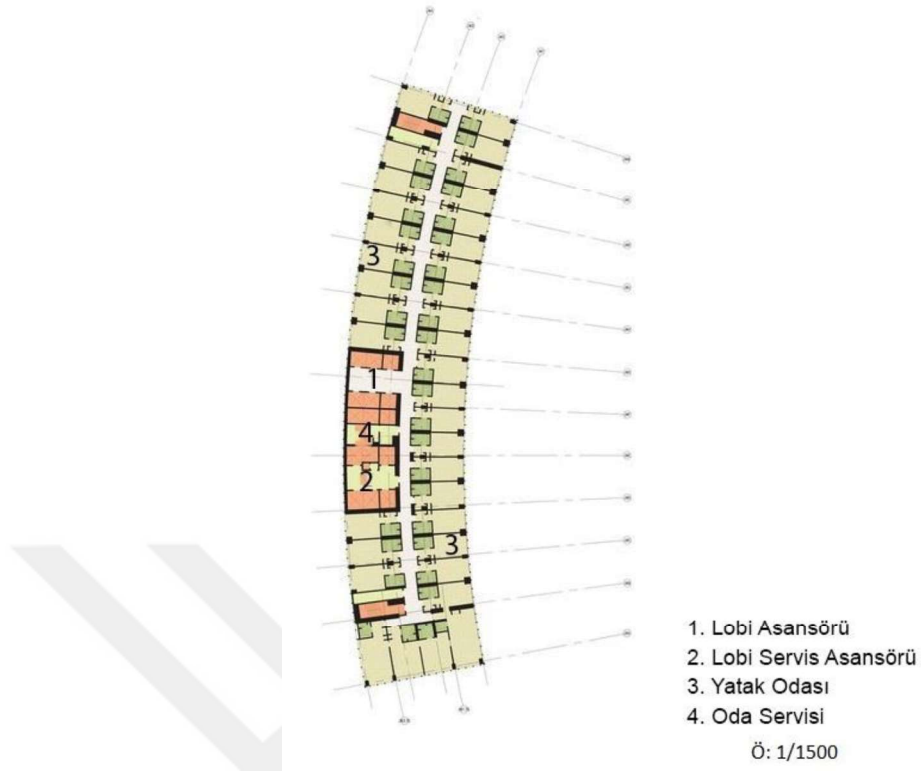 3
1
4
2
3
1. Lobi Asansörü
2. Lobi Servis Asansörü
3. Yatak Odası
4. Oda Servisi
Ö: 1/1500